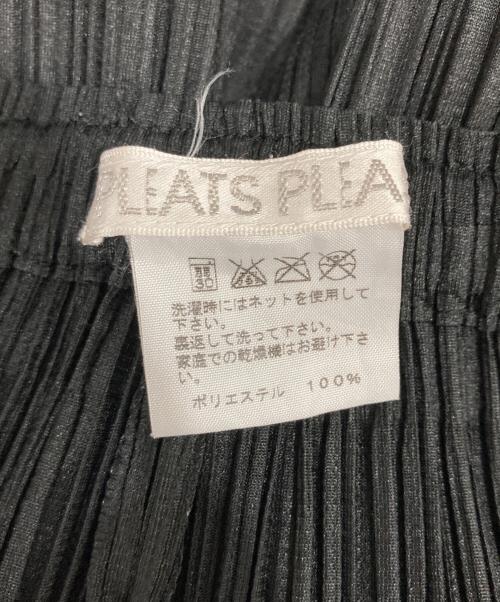 PLEATS PLEA
弱 30
洗濯時にはネットを使用して
下さい。
裏返して洗って下さい。
家庭での乾燥機はお避け下さ
い。
ポリエステル 100%